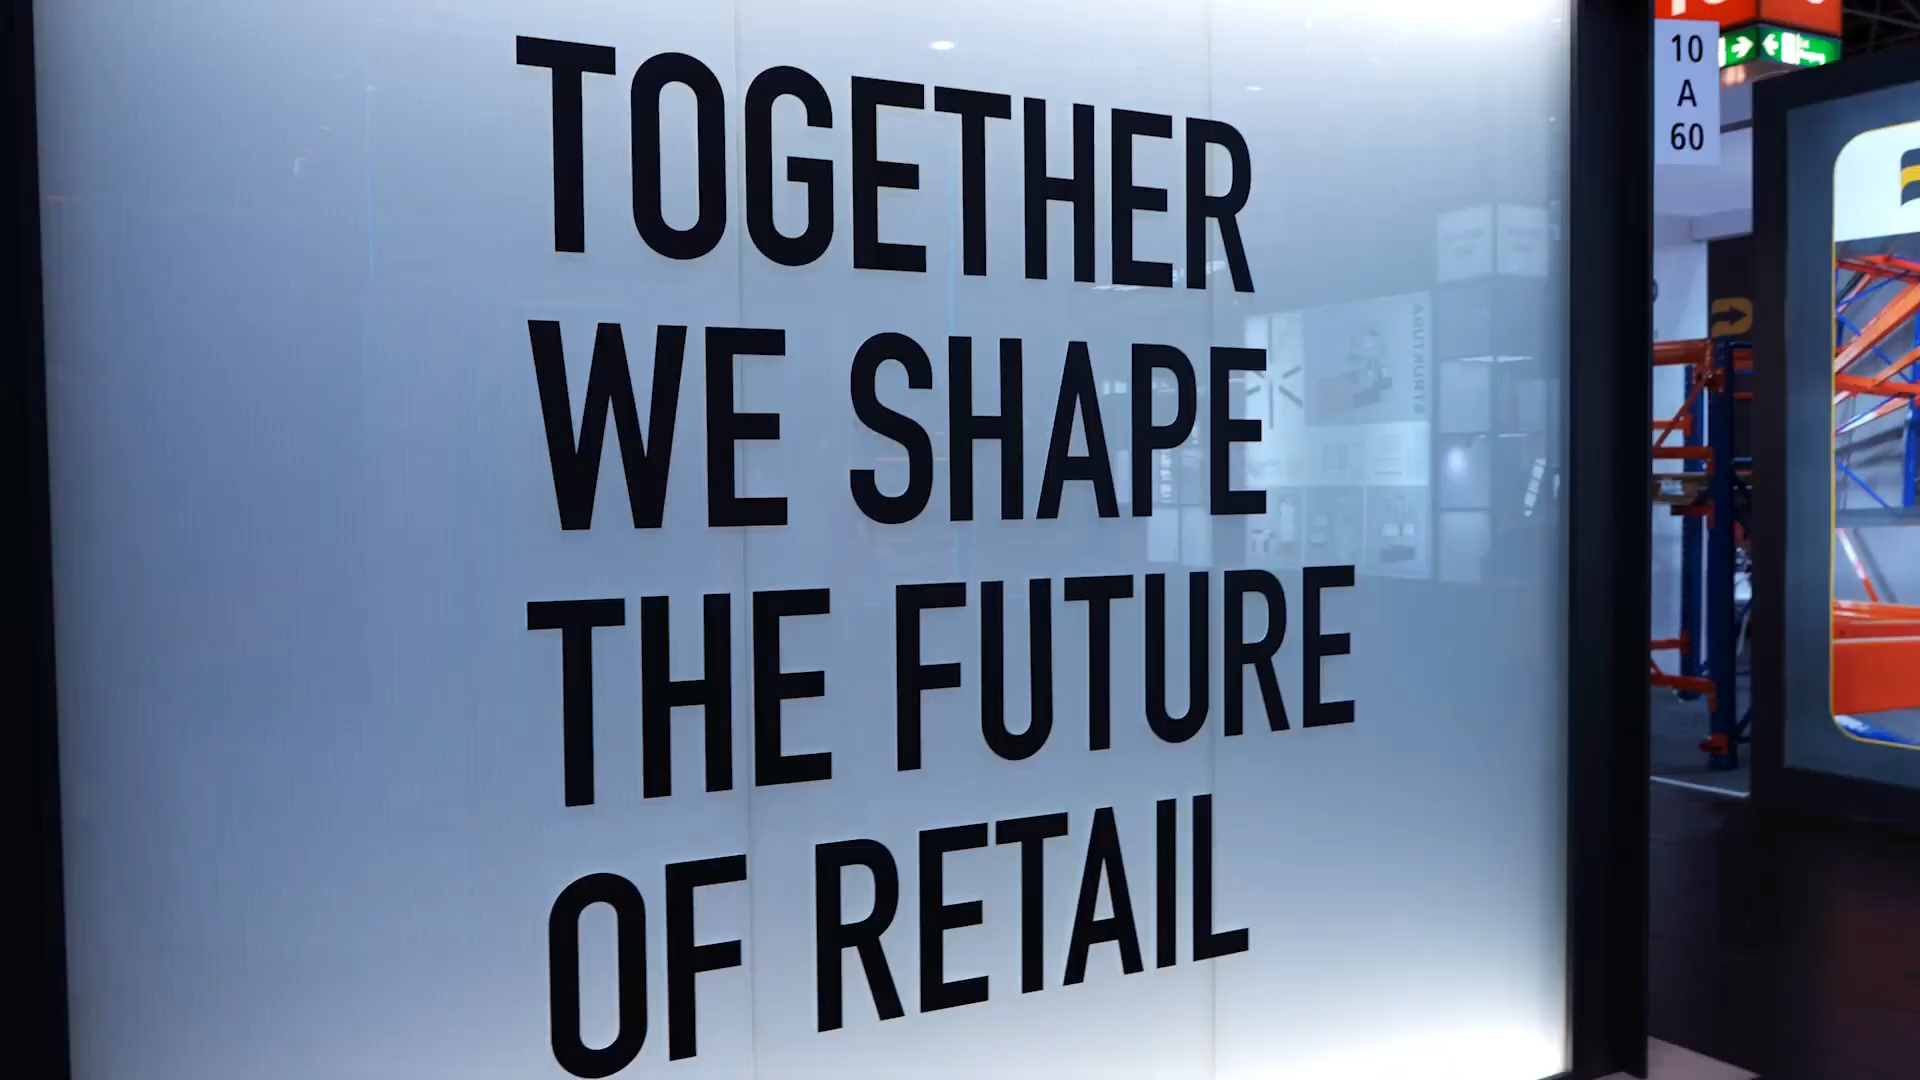 TOGETHER
WE SHAPE
THE FUTURE
OF RETAIL
10
A
60